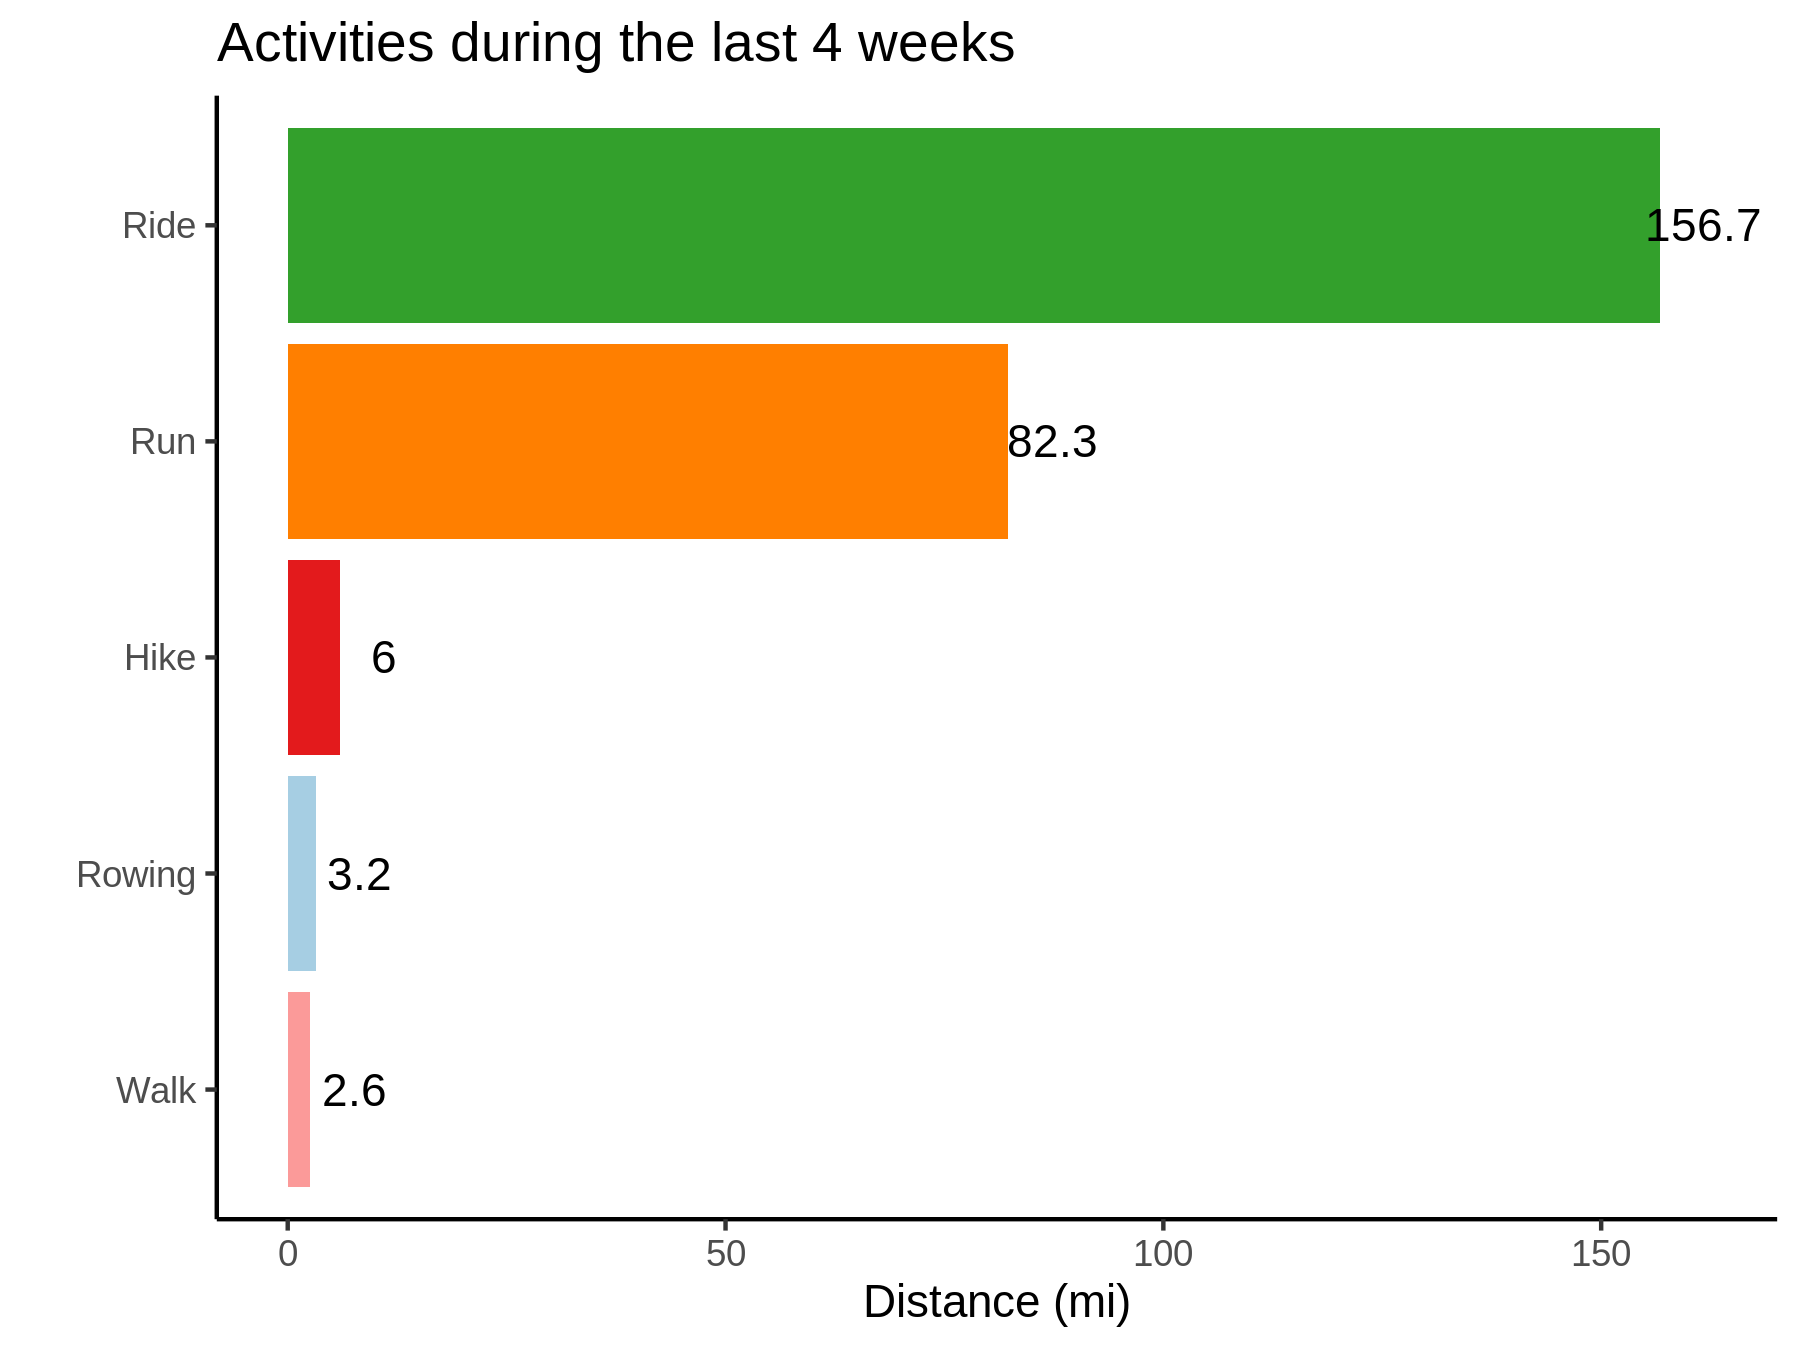 Activities during the last 4 weeks
Ride 156.7
Run 82.3
Hike 6
Rowing 3.2
Walk 2.6
0 50 100 150
Distance (mi)